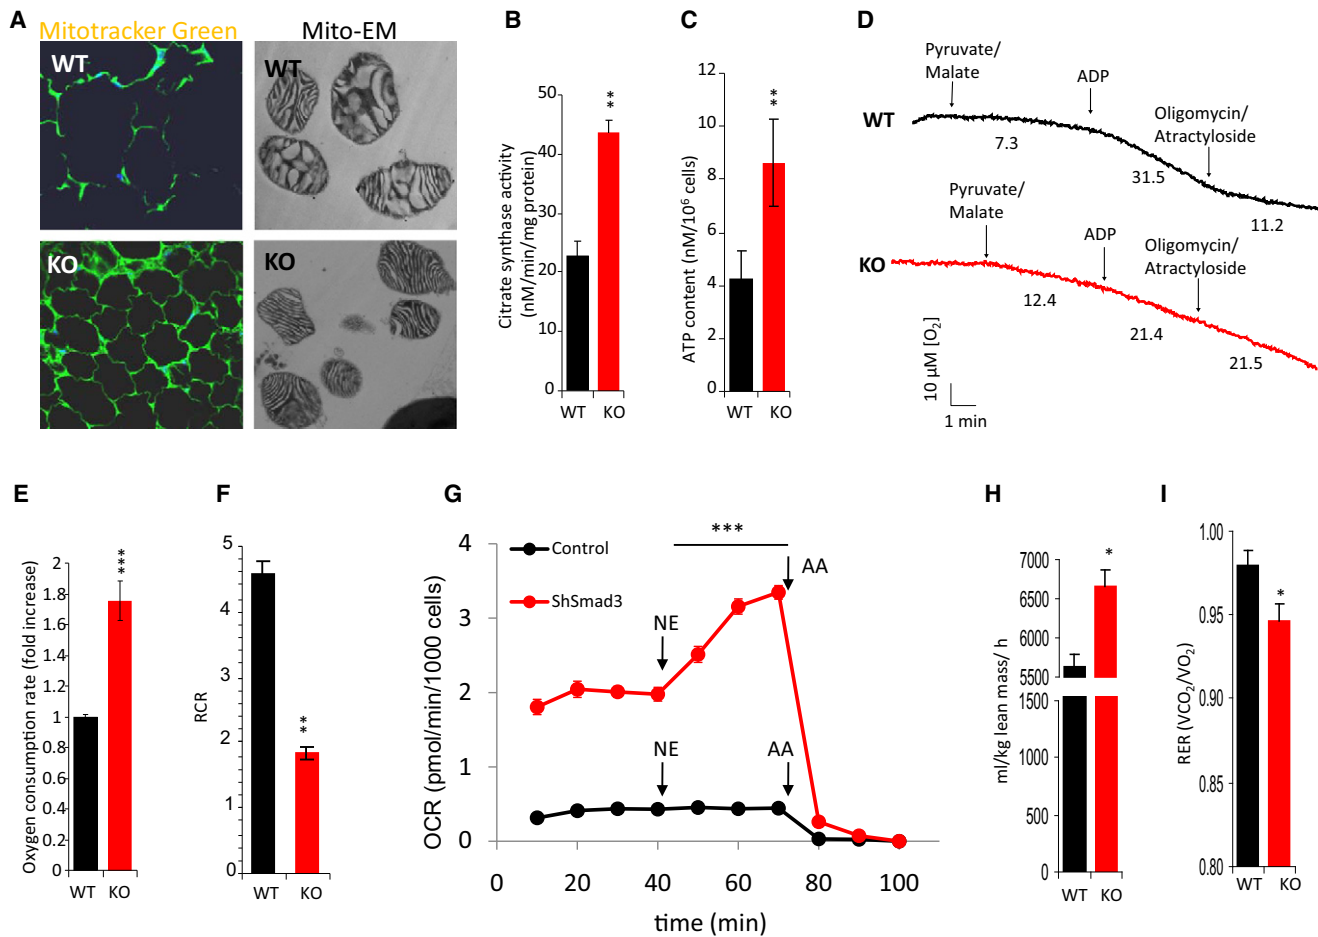 A
Mitotracker Green
Mito-EM
WT
WT
KO
KO
B
Citrate synthase activity
(nM/min/mg protein)
50
40
30
20
10
0
**
WT KO
C
ATP content (nM/10⁶ cells)
12
10
8
6
4
2
0
**
WT KO
D
Pyruvate/
Malate
ADP
Oligomycin/
Atractyloside
WT
7.3
31.5
11.2
Pyruvate/
Malate
ADP
Oligomycin/
Atractyloside
KO
12.4
21.4
21.5
10 µM [O₂]
1 min
E
Oxygen consumption rate (fold increase)
2
1.8
1.6
1.4
1.2
1
0.8
0.6
0.4
0.2
0
***
WT KO
F
RCR
5
4
3
2
1
0
**
WT KO
G
OCR (pmol/min/1000 cells)
4
3
2
1
0
Control
ShSmad3
***
NE
AA
NE
AA
0 20 40 60 80 100
time (min)
H
ml/kg lean mass/ h
7000
6500
6000
5500
1500
1000
500
0
*
WT KO
I
RER (VCO₂/VO₂)
1.00
0.95
0.90
0.85
0.80
*
WT KO